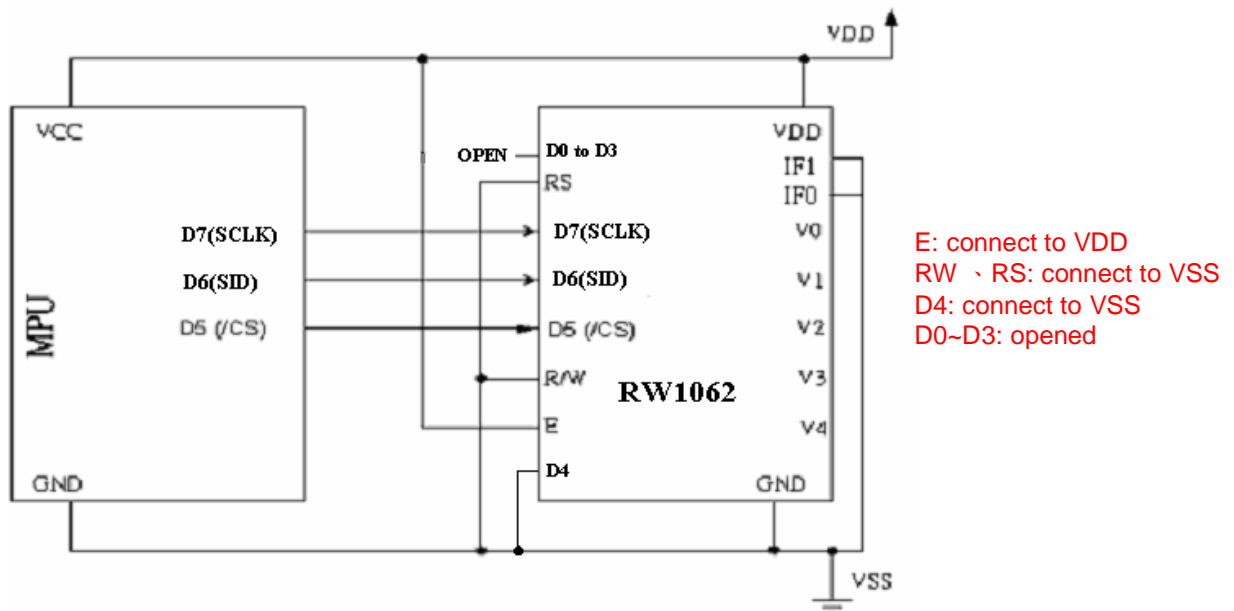 VDD
VCC
VDD
OPEN
D0 to D3
IF1
RS
IF0
D7(SCLK)
D7(SCLK)
V0
D6(SID)
D6(SID)
V1
MPU
D5 (/CS)
D5 (/CS)
V2
R/W
RW1062
V3
E
V4
D4
GND
GND
VSS
E: connect to VDD
RW 、RS: connect to VSS
D4: connect to VSS
D0~D3: opened